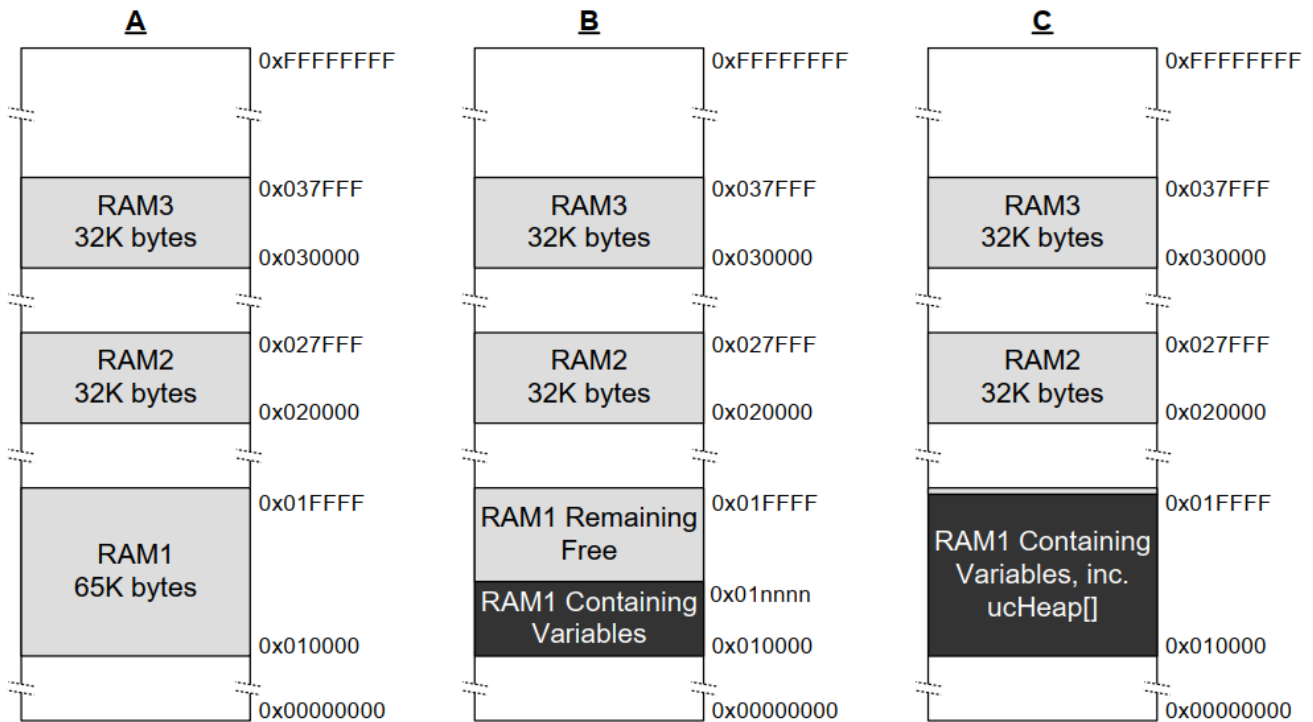 A
0xFFFFFFFF
RAM3
32K bytes
0x037FFF
0x030000
RAM2
32K bytes
0x027FFF
0x020000
RAM1
65K bytes
0x01FFFF
0x010000
0x00000000
B
0xFFFFFFFF
RAM3
32K bytes
0x037FFF
0x030000
RAM2
32K bytes
0x027FFF
0x020000
RAM1 Remaining
Free
0x01FFFF
RAM1 Containing
Variables
0x01nnnn
0x010000
0x00000000
C
0xFFFFFFFF
RAM3
32K bytes
0x037FFF
0x030000
RAM2
32K bytes
0x027FFF
0x020000
RAM1 Containing
Variables, inc.
ucHeap[]
0x01FFFF
0x010000
0x00000000